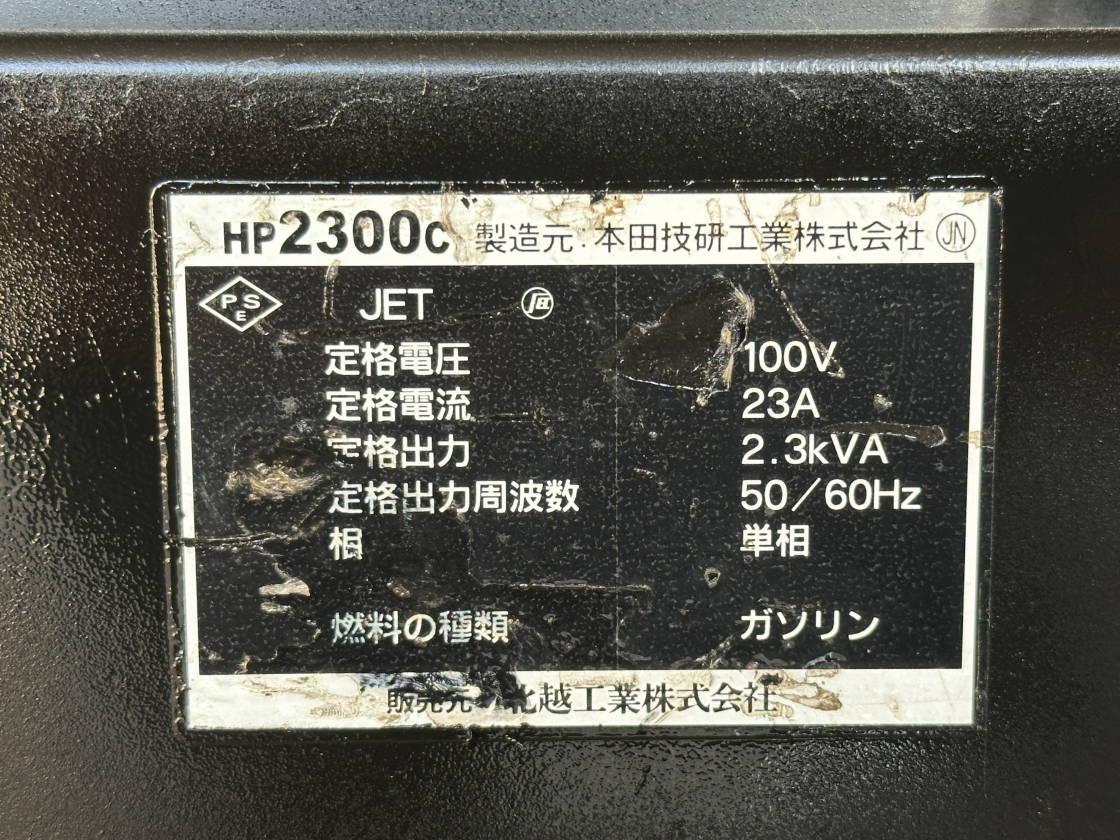 HP2300C 製造元:本田技研工業株式会社 JN
PSE JET
定格電圧 100V
定格電流 23A
定格出力 2.3kVA
定格出力周波数 50/60Hz
相 単相
燃料の種類 ガソリン
販売元 北越工業株式会社